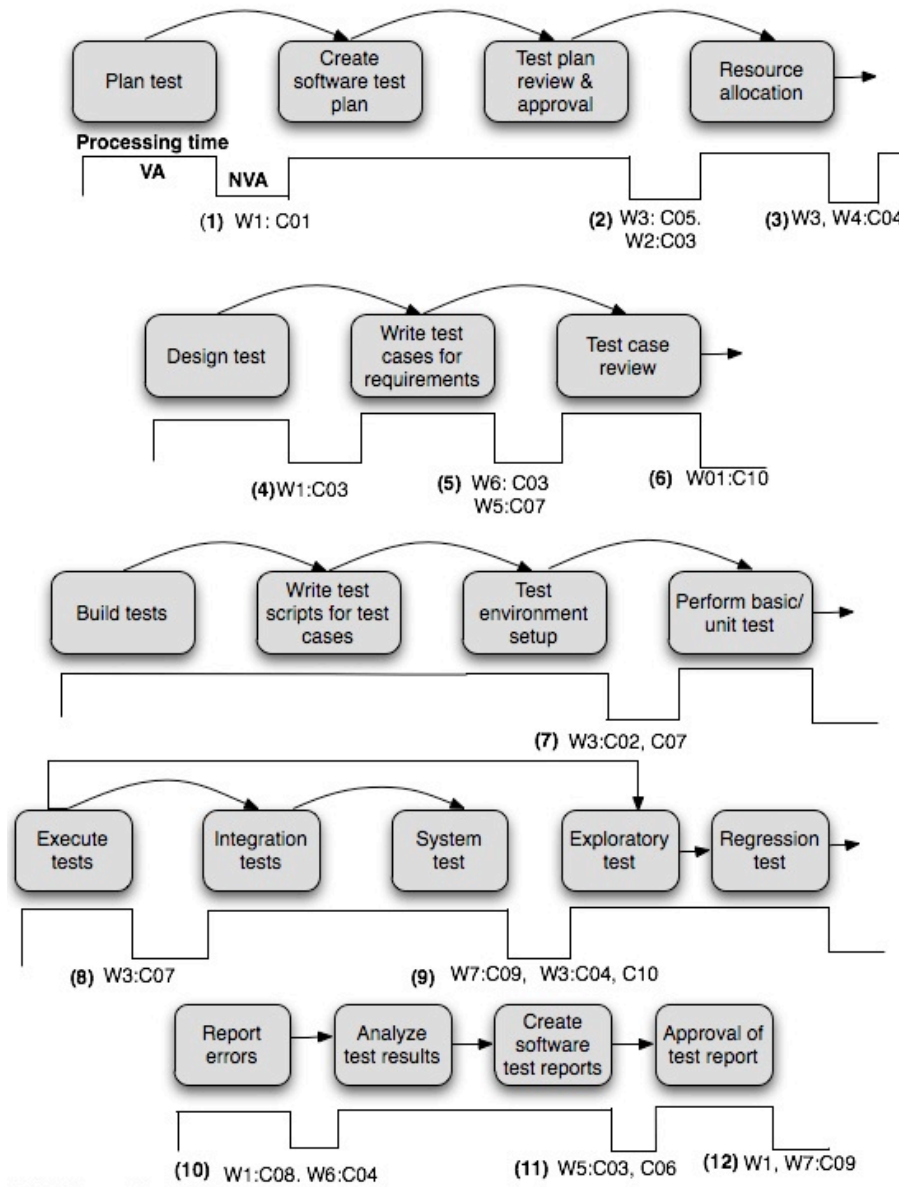 Plan test
Create
software test
plan
Test plan
review &
approval
Resource
allocation
Processing time
VA
NVA
(1) W1: C01
(2) W3: C05.
W2:C03
(3) W3, W4:C04
Design test
Write test
cases for
requirements
Test case
review
(4) W1:C03
(5) W6: C03
W5:C07
(6) W01:C10
Build tests
Write test
scripts for test
cases
Test
environment
setup
Perform basic/
unit test
(7) W3:C02, C07
Execute
tests
Integration
tests
System
test
Exploratory
test
Regression
test
(8) W3:C07
(9) W7:C09, W3:C04, C10
Report
errors
Analyze
test results
Create
software
test reports
Approval of
test report
(10) W1:C08. W6:C04
(11) W5:C03, C06
(12) W1, W7:C09